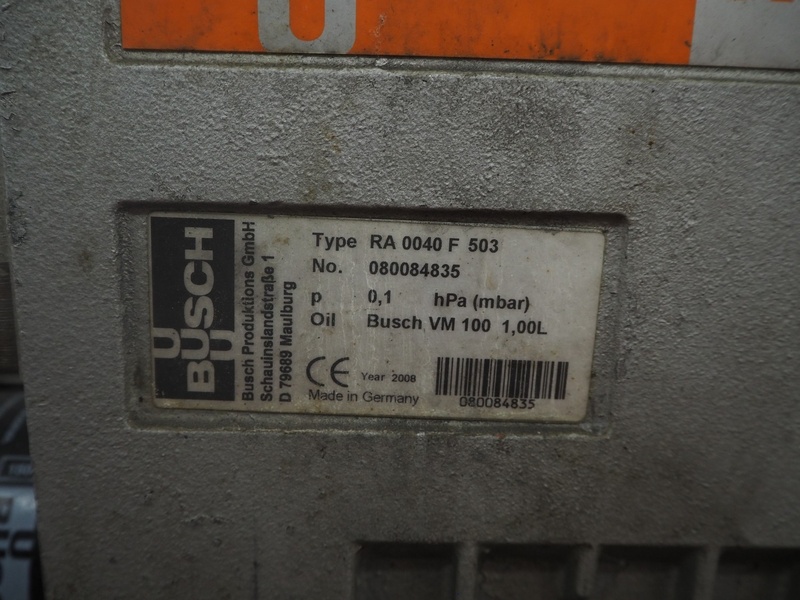 BUSCH
Busch Produktions GmbH
Schauinslandstraße 1
D 79689 Maulburg
Type RA 0040 F 503
No. 080084835
p 0,1 hPa (mbar)
Oil Busch VM 100 1,00L
CE Year 2008
Made in Germany
080084835